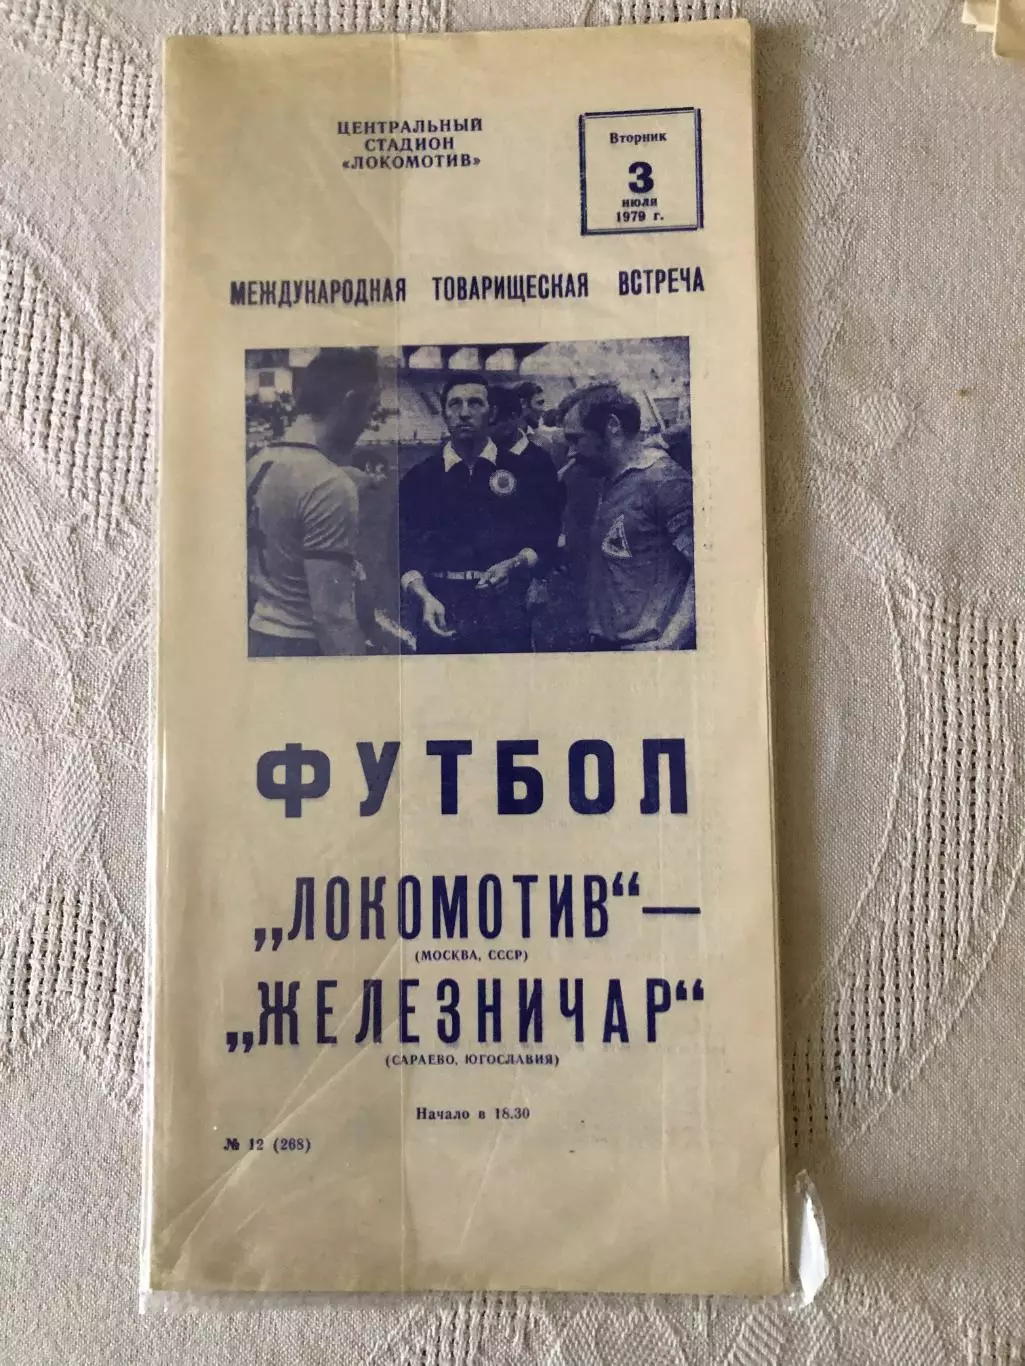 ЦЕНТРАЛЬНЫЙ
СТАДИОН
«ЛОКОМОТИВ»
Вторник
3
июля
1979 г.
МЕЖДУНАРОДНАЯ ТОВАРИЩЕСКАЯ ВСТРЕЧА
ФУТБОЛ
„ЛОКОМОТИВ“—
(МОСКВА, СССР)
„ЖЕЛЕЗНИЧАР“
(САРАЕВО, ЮГОСЛАВИЯ)
Начало в 18.30
№ 12 (268)